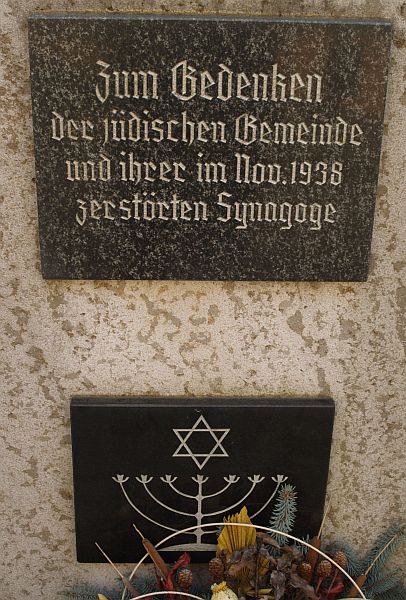 Zum Gedenken
der jüdischen Gemeinde
und ihrer im Nov. 1938
zerstörten Synagoge